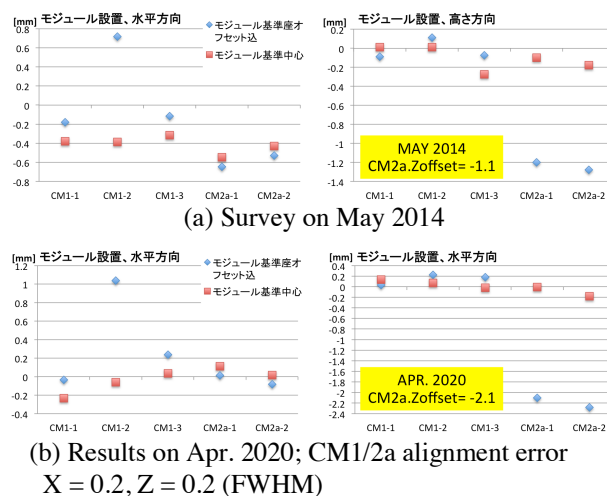 [mm] モジュール設置、水平方向
0.8
0.6
0.4
0.2
0
-0.2
-0.4
-0.6
-0.8
モジュール基準座オ
フセット込
モジュール基準中心
CM1-1 CM1-2 CM1-3 CM2a-1 CM2a-2
[mm] モジュール設置、高さ方向
0.2
0
-0.2
-0.4
-0.6
-0.8
-1
-1.2
-1.4
MAY 2014
CM2a.Zoffset= -1.1
CM1-1 CM1-2 CM1-3 CM2a-1 CM2a-2
(a) Survey on May 2014
[mm] モジュール設置、水平方向
1.2
1
0.8
0.6
0.4
0.2
0
-0.2
-0.4
モジュール基準座オ
フセット込
モジュール基準中心
CM1-1 CM1-2 CM1-3 CM2a-1 CM2a-2
[mm] モジュール設置、水平方向
0.4
0.2
0
-0.2
-0.4
-0.6
-0.8
-1
-1.2
-1.4
-1.6
-1.8
-2
-2.2
-2.4
APR. 2020
CM2a.Zoffset= -2.1
CM1-1 CM1-2 CM1-3 CM2a-1 CM2a-2
(b) Results on Apr. 2020; CM1/2a alignment error
X = 0.2, Z = 0.2 (FWHM)